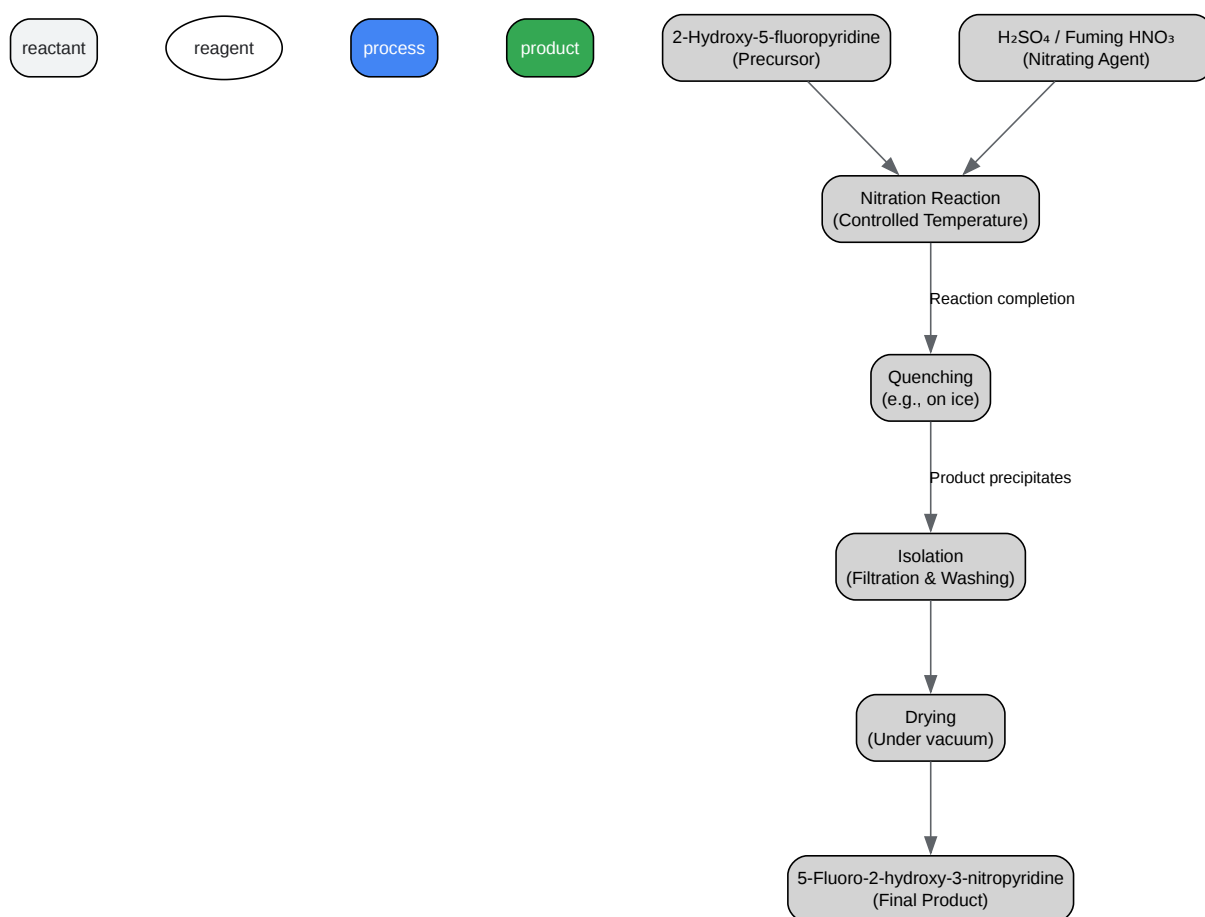 reactant
reagent
process
product
2-Hydroxy-5-fluoropyridine
(Precursor)
H₂SO₄ / Fuming HNO₃
(Nitrating Agent)
Nitration Reaction
(Controlled Temperature)
Reaction completion
Quenching
(e.g., on ice)
Product precipitates
Isolation
(Filtration & Washing)
Drying
(Under vacuum)
5-Fluoro-2-hydroxy-3-nitropyridine
(Final Product)